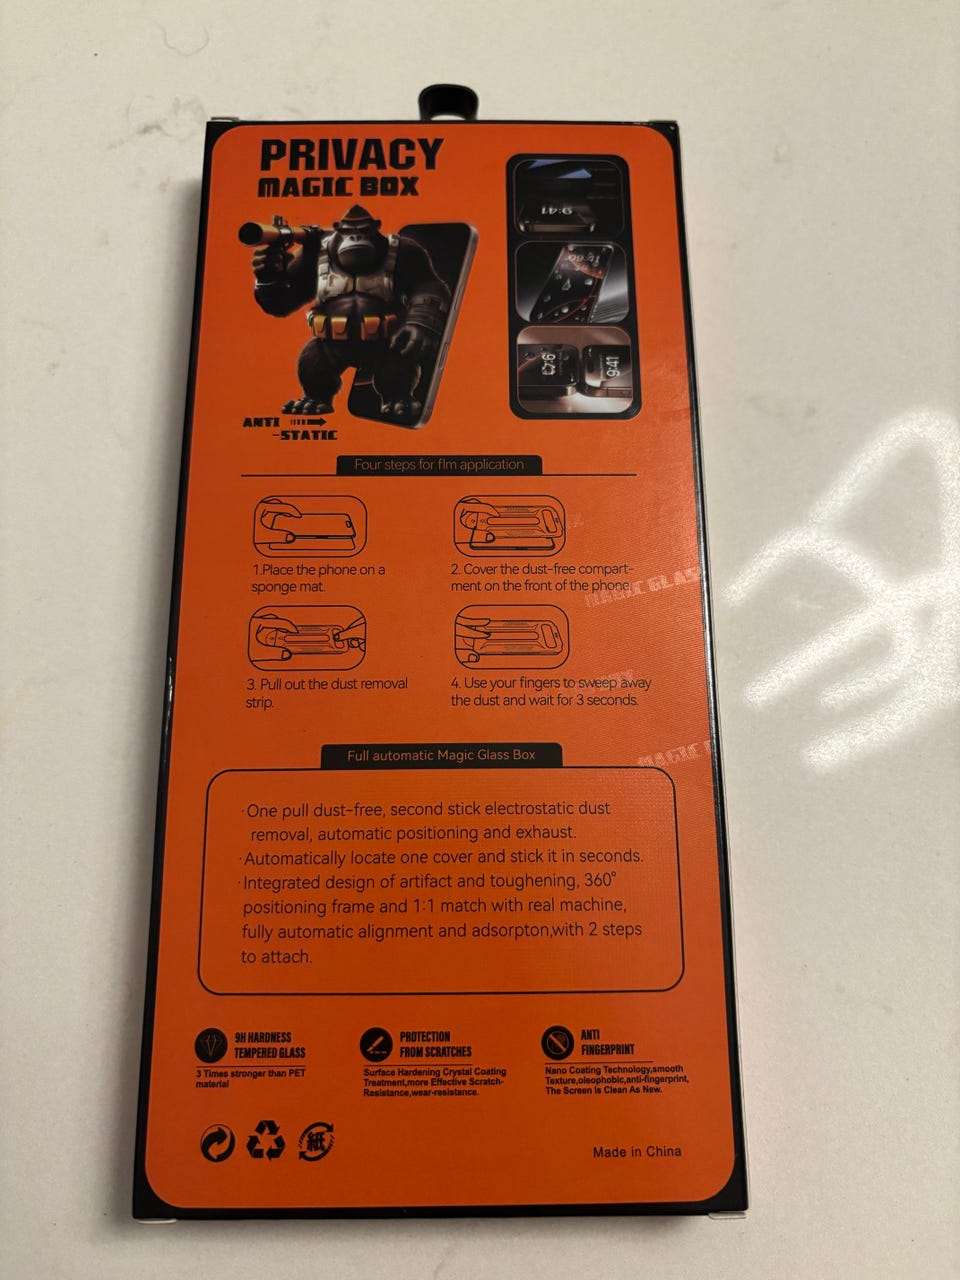 PRIVACY
MAGIC BOX
9:41
9:41
ANTI
-STATIC
Four steps for flm application
1.Place the phone on a
sponge mat.
2. Cover the dust-free compart-
ment on the front of the phone.
3. Pull out the dust removal
strip.
4. Use your fingers to sweep away
the dust and wait for 3 seconds.
MAGIC GLASS
MAGIC
Full automatic Magic Glass Box
·One pull dust-free, second stick electrostatic dust
removal, automatic positioning and exhaust.
·Automatically locate one cover and stick it in seconds.
·Integrated design of artifact and toughening, 360°
positioning frame and 1:1 match with real machine,
fully automatic alignment and adsorpton,with 2 steps
to attach.
9H HARDNESS
TEMPERED GLASS
3 Times stronger than PET
material
PROTECTION
FROM SCRATCHES
Surface Hardening Crystal Coating
Treatment,more Effective Scratch-
Resistance,wear-resistance.
ANTI
FINGERPRINT
Nano Coating Technology,smooth
Texture,oleophobic,anti-fingerprint,
The Screen Is Clean As New.
紙
Made in China